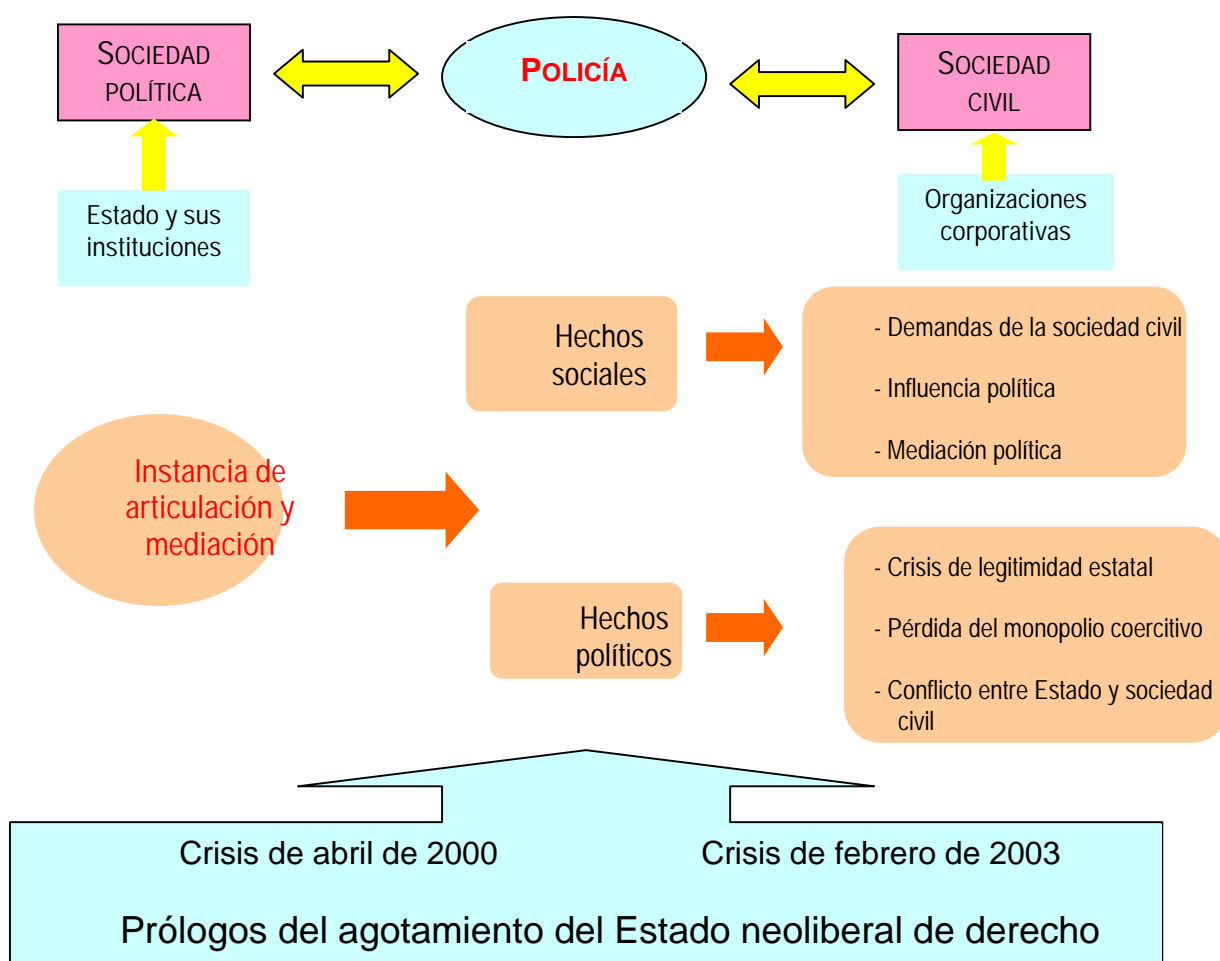 SOCIEDAD
POLÍTICA
POLICÍA
SOCIEDAD
CIVIL
Estado y sus
instituciones
Organizaciones
corporativas
Hechos
sociales
- Demandas de la sociedad civil
- Influencia política
- Mediación política
Instancia de
articulación y
mediación
Hechos
políticos
- Crisis de legitimidad estatal
- Pérdida del monopolio coercitivo
- Conflicto entre Estado y sociedad
civil
Crisis de abril de 2000
Crisis de febrero de 2003
Prólogos del agotamiento del Estado neoliberal de derecho